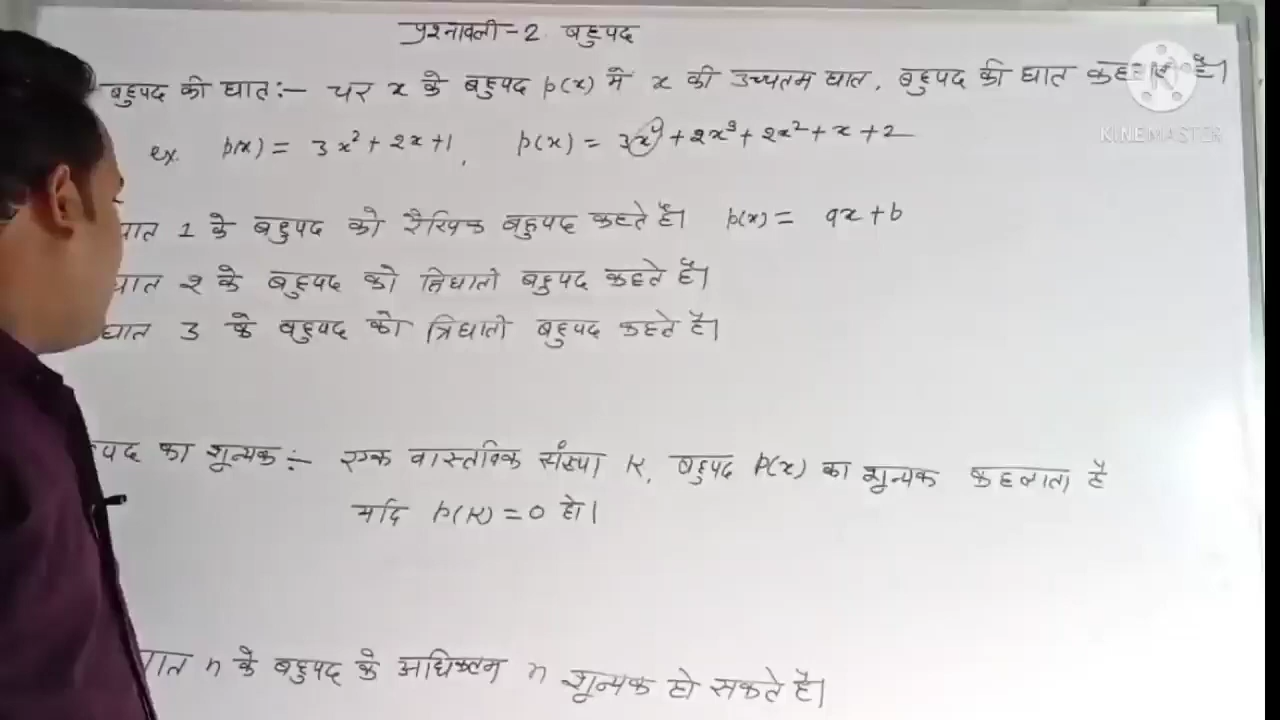 प्रश्नावली-2. बहुपद
बहुपद की घात:- चर x के बहुपद p(x) में x की उच्चतम घात, बहुपद की घात है।
ex. p(x) = 3x² + 2x + 1, p(x) = 3x⁴ + 2x³ + 2x² + x + 2
घात 1 के बहुपद को रैखिक बहुपद कहते है। p(x) = ax + b
घात 2 के बहुपद को द्विघाती बहुपद कहते है।
घात 3 के बहुपद को त्रिघाती बहुपद कहते है।
पद का शून्यक:- एक वास्तविक संख्या K, बहुपद p(x) का शून्यक कहलाता है
यदि p(K) = 0 हो।
घात n के बहुपद के अधिकतम n शून्यक हो सकते है।
KINEMASTER